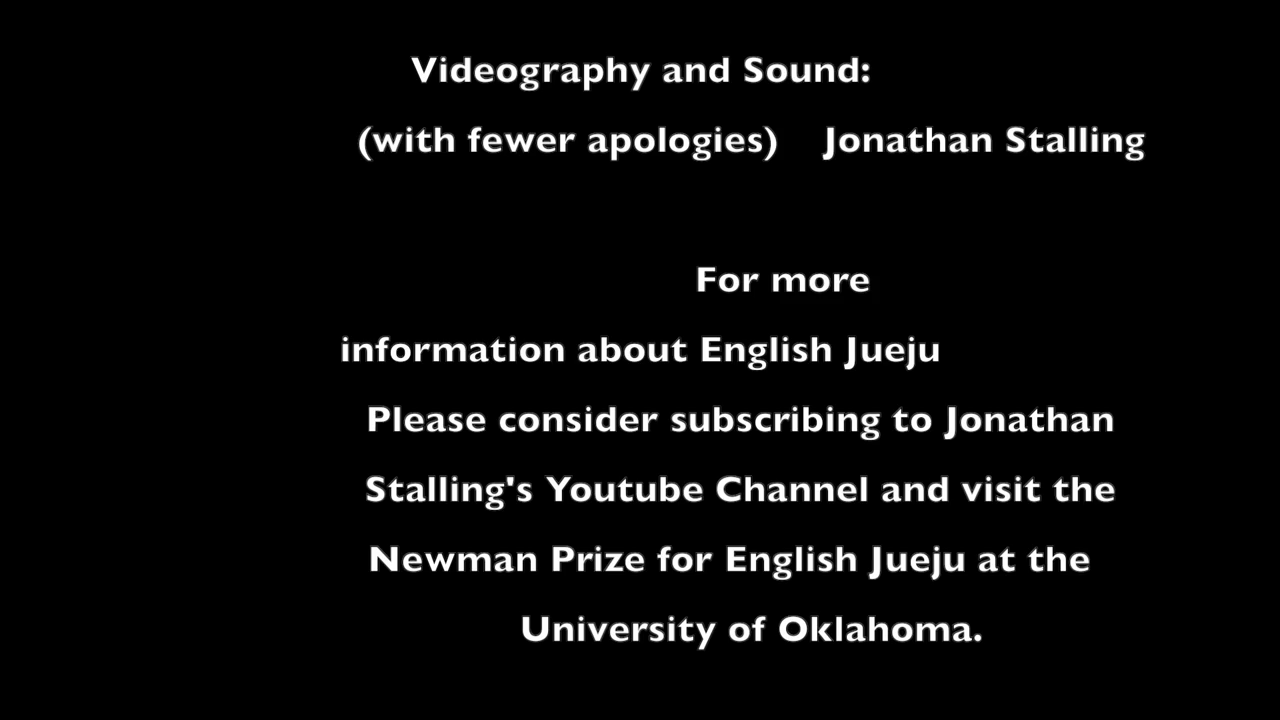 Videography and Sound:
(with fewer apologies) Jonathan Stalling
For more
information about English Jueju
Please consider subscribing to Jonathan
Stalling's Youtube Channel and visit the
Newman Prize for English Jueju at the
University of Oklahoma.